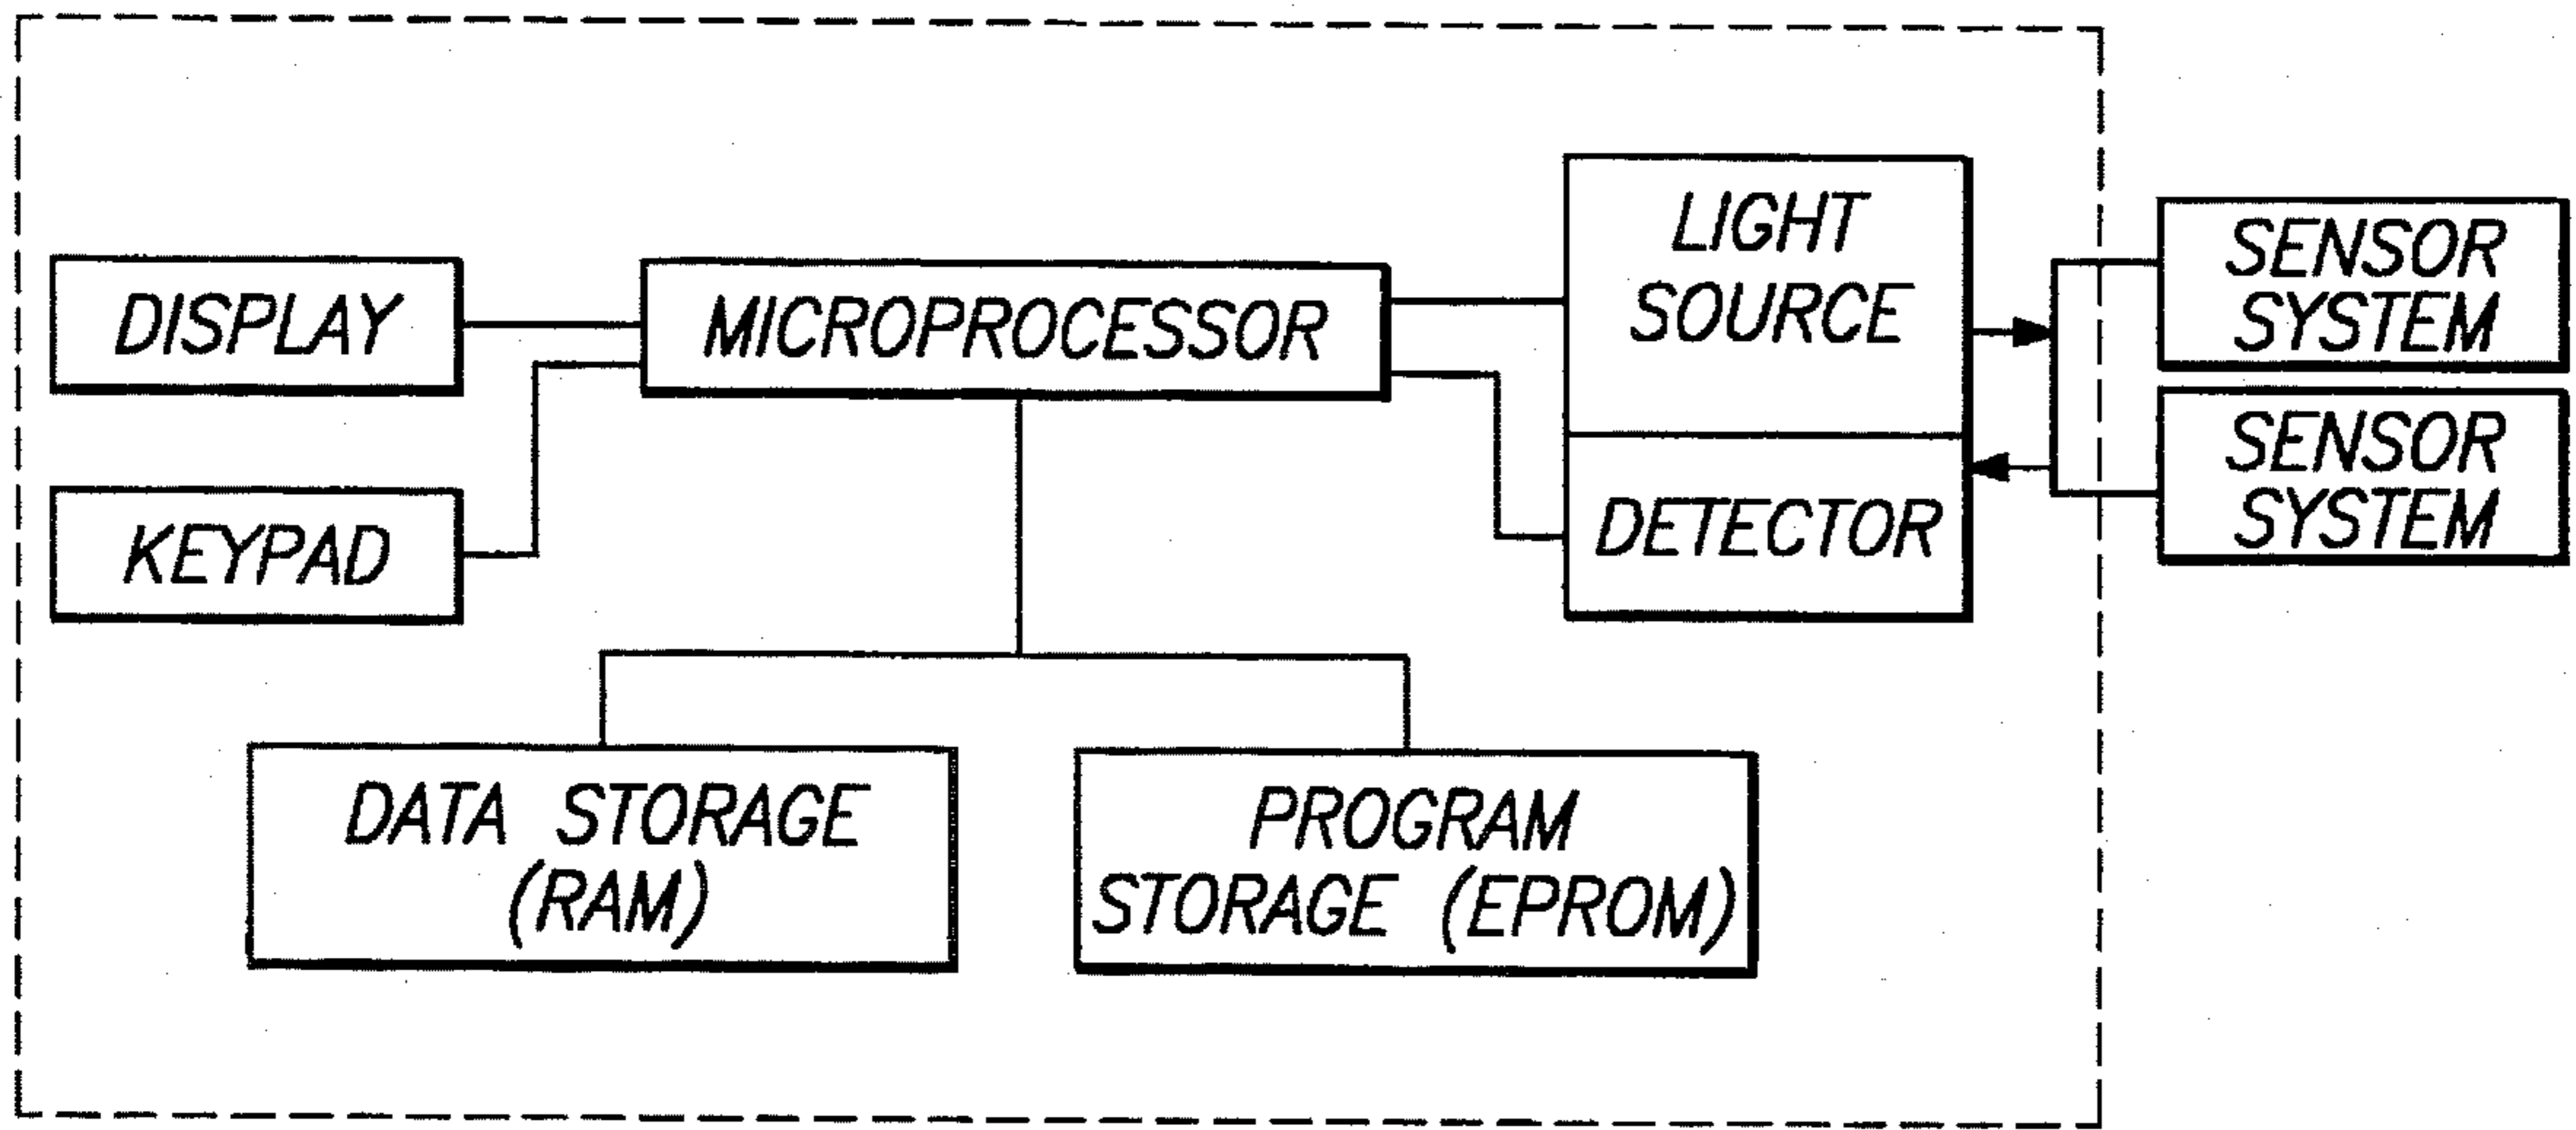 DISPLAY
KEYPAD
MICROPROCESSOR
LIGHT
SOURCE
DETECTOR
SENSOR
SYSTEM
SENSOR
SYSTEM
DATA STORAGE
(RAM)
PROGRAM
STORAGE (EPROM)